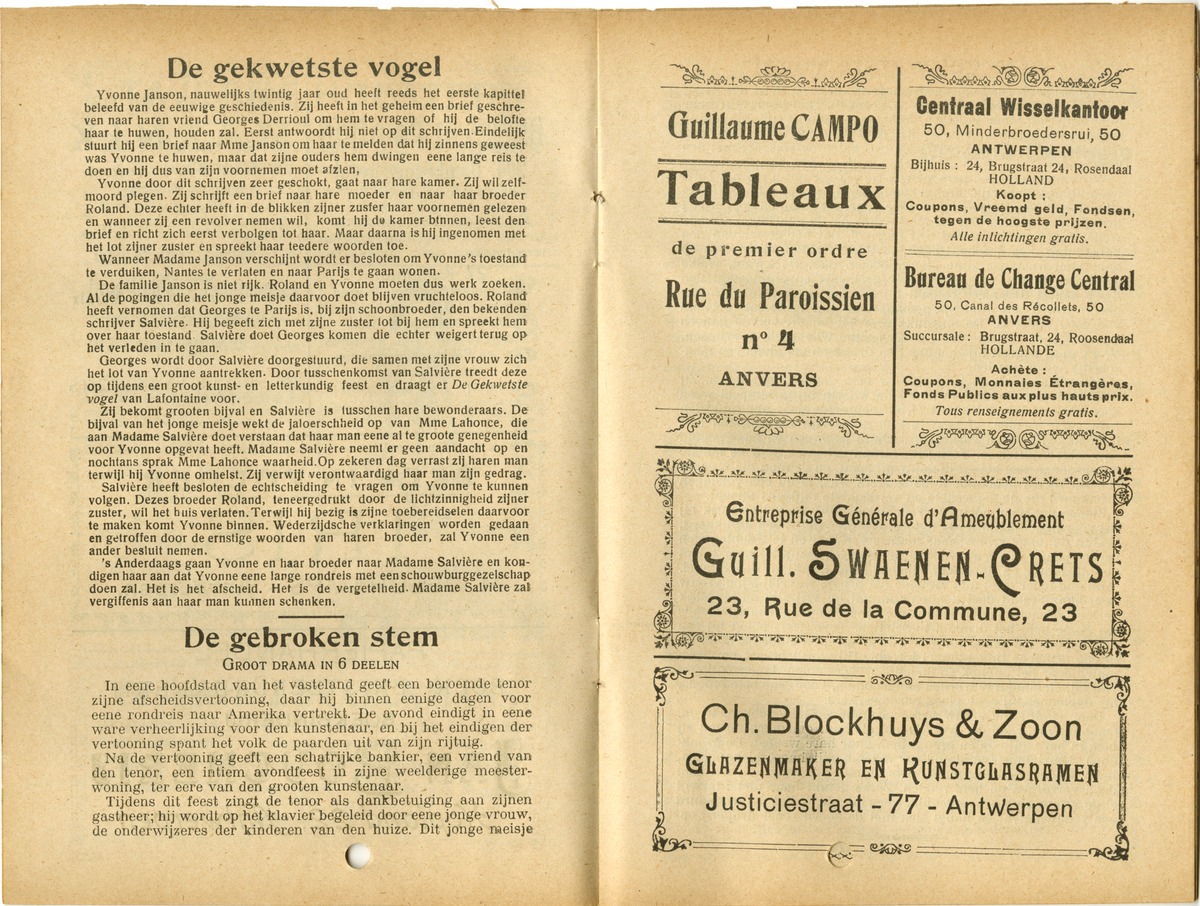 De gekwetste vogel
Yvonne Janson, nauwelijks twintig jaar oud heeft reeds het eerste kapittel
beleefd van de eeuwige geschiedenis. Zij heeft in het geheim een brief geschre-
ven naar haren vriend Georges Derrioul om hem te vragen of hij de belofte
haar te huwen, houden zal. Eerst antwoordt hij niet op dit schrijven. Eindelijk
stuurt hij een brief naar Mme Janson om haar te melden dat hij zinnens geweest
was Yvonne te huwen, maar dat zijne ouders hem dwingen eene lange reis te
doen en hij dus van zijn voornemen moet afzien,
Yvonne door dit schrijven zeer geschokt, gaat naar hare kamer. Zij wil zelf-
moord plegen. Zij schrijft een brief naar hare moeder en naar haar broeder
Roland. Deze echter heeft in de blikken zijner zuster haar voornemen gelezen
en wanneer zij een revolver nemen wil, komt hij de kamer binnen, leest den
brief en richt zich eerst verbolgen tot haar. Maar daarna is hij ingenomen met
het lot zijner zuster en spreekt haar teedere woorden toe.
Wanneer Madame Janson verschijnt wordt er besloten om Yvonne's toestand
te verduiken, Nantes te verlaten en naar Parijs te gaan wonen.
De familie Janson is niet rijk. Roland en Yvonne moeten dus werk zoeken.
Al de pogingen die het jonge meisje daarvoor doet blijven vruchteloos. Roland
heeft vernomen dat Georges te Parijs is, bij zijn schoonbroeder, den bekenden
schrijver Salvière. Hij begeeft zich met zijne zuster tot bij hem en spreekt hem
over haar toestand. Salvière doet Georges komen die echter weigert terug op
het verleden in te gaan.
Georges wordt door Salvière doorgestuurd, die samen met zijne vrouw zich
het lot van Yvonne aantrekken. Door tusschenkomst van Salvière treedt deze
op tijdens een groot kunst- en letterkundig feest en draagt er De Gekwetste
vogel van Lafontaine voor.
Zij bekomt grooten bijval en Salvière is tusschen hare bewonderaars. De
bijval van het jonge meisje wekt de jaloerschheid op van Mme Lahonce, die
aan Madame Salvière doet verstaan dat haar man eene al te groote genegenheid
voor Yvonne opgevat heeft. Madame Salvière neemt er geen aandacht op en
nochtans sprak Mme Lahonce waarheid. Op zekeren dag verrast zij haren man
terwijl hij Yvonne omhelst. Zij verwijt verontwaardigd haar man zijn gedrag.
Salvière heeft besloten de echtscheiding te vragen om Yvonne te kunnen
volgen. Dezes broeder Roland, teneergedrukt door de lichtzinnigheid zijner
zuster, wil het huis verlaten. Terwijl hij bezig is zijne toebereidselen daarvoor
te maken komt Yvonne binnen. Wederzijdsche verklaringen worden gedaan
en getroffen door de ernstige woorden van haren broeder, zal Yvonne een
ander besluit nemen.
's Anderdaags gaan Yvonne en haar broeder naar Madame Salvière en kon-
digen haar aan dat Yvonne eene lange rondreis met een schouwburggezelschap
doen zal. Het is het afscheid. Het is de vergetelheid. Madame Salvière zal
vergiffenis aan haar man kunnen schenken.
De gebroken stem
GROOT DRAMA IN 6 DEELEN
In eene hoofdstad van het vasteland geeft een beroemde tenor
zijne afscheidsvertooning, daar hij binnen eenige dagen voor
eene rondreis naar Amerika vertrekt. De avond eindigt in eene
ware verheerlijking voor den kunstenaar, en bij het eindigen der
vertooning spant het volk de paarden uit van zijn rijtuig.
Na de vertooning geeft een schatrijke bankier, een vriend van
den tenor, een intiem avondfeest in zijne weelderige meester-
woning, ter eere van den grooten kunstenaar.
Tijdens dit feest zingt de tenor als dankbetuiging aan zijnen
gastheer; hij wordt op het klavier begeleid door eene jonge vrouw,
de onderwijzeres der kinderen van den huize. Dit jonge meisje
Guillaume CAMPO
Tableaux
de premier ordre
Rue du Paroissien
nº 4
ANVERS
Centraal Wisselkantoor
50, Minderbroedersrui, 50
ANTWERPEN
Bijhuis : 24, Brugstraat 24, Rosendaal
HOLLAND
Koopt :
Coupons, Vreemd geld, Fondsen,
tegen de hoogste prijzen.
Alle inlichtingen gratis.
Bureau de Change Central
50, Canal des Récollets, 50
ANVERS
Succursale : Brugstraat, 24, Roosendaal
HOLLANDE
Achète :
Coupons, Monnaies Étrangères,
Fonds Publics aux plus hauts prix.
Tous renseignements gratis.
Entreprise Générale d'Ameublement
Guill. SWAENEN-CRETS
23, Rue de la Commune, 23
Ch. Blockhuys & Zoon
GLAZENMAKER EN KUNSTGLASRAMEN
Justiciestraat - 77 - Antwerpen